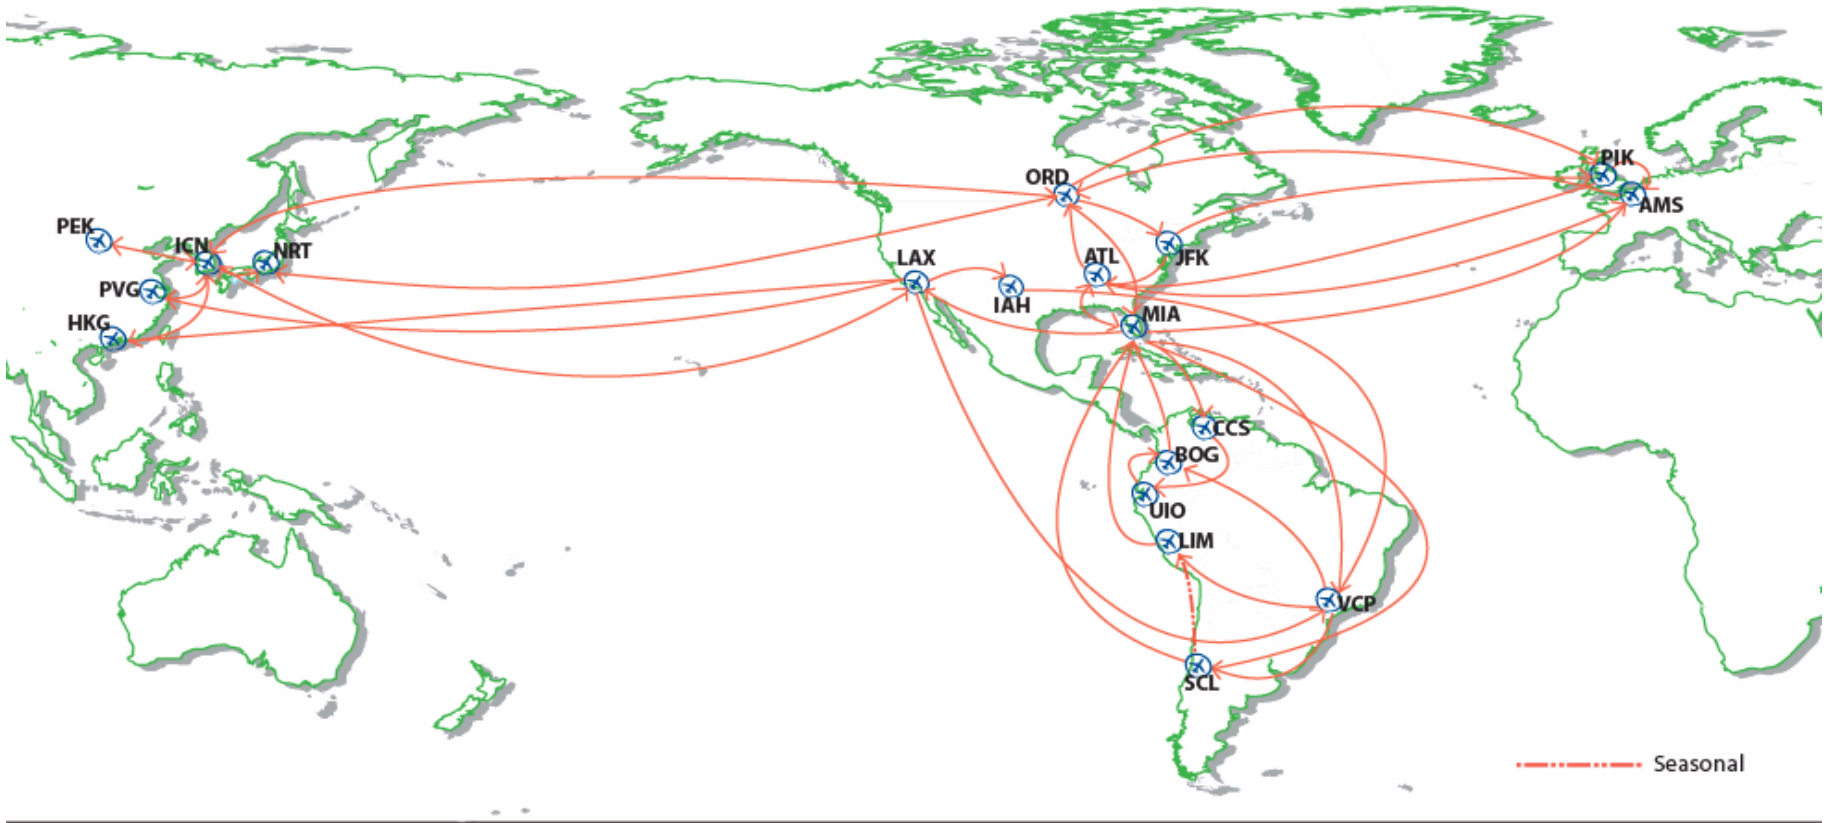 PIK
ORD
AMS
PEK
ICN
NRT
JFK
ATL
LAX
PVG
IAH
MIA
HKG
CCS
BOG
UIO
LIM
VCP
SCL
Seasonal